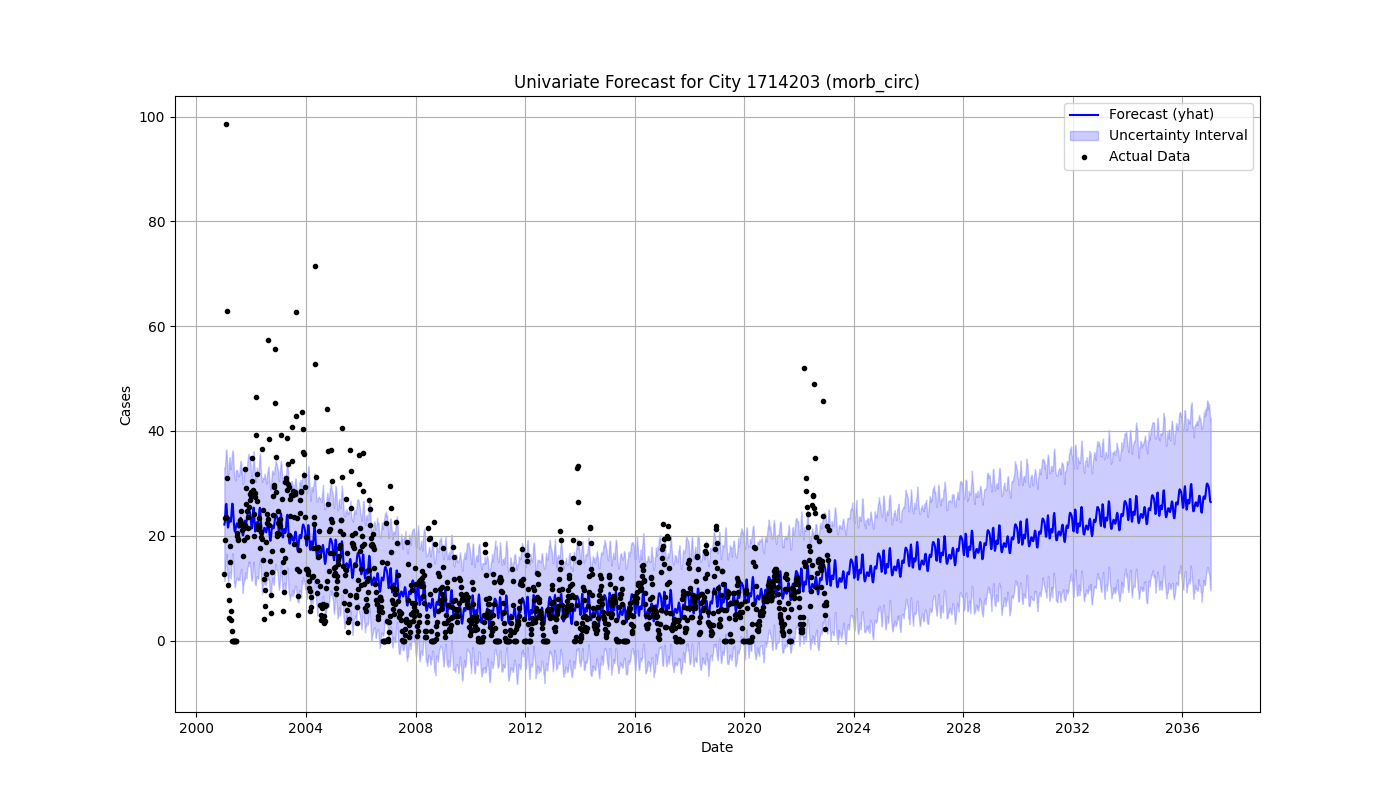 Univariate Forecast for City 1714203 (morb_circ)
Forecast (yhat)
Uncertainty Interval
Actual Data
100
80
60
40
20
0
Cases
2000 2004 2008 2012 2016 2020 2024 2028 2032 2036
Date